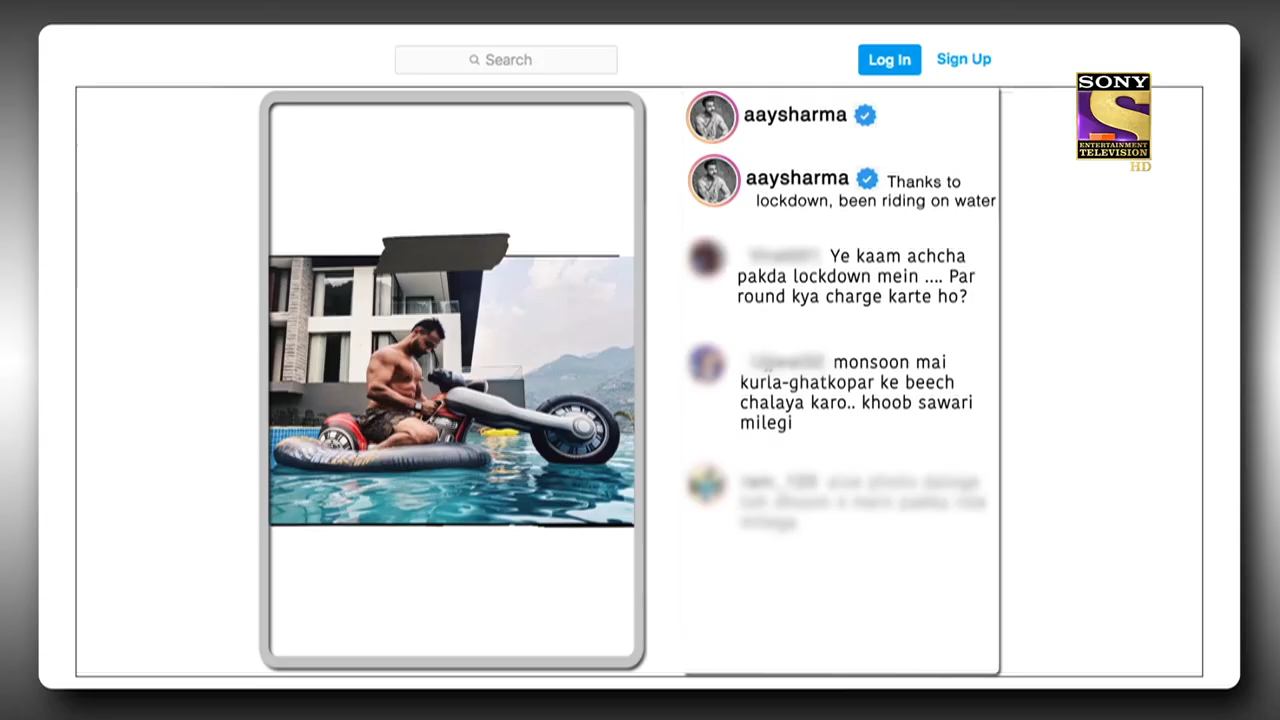 Search
Log In
Sign Up
SONY
S
ENTERTAINMENT
TELEVISION
HD
aaysharma
aaysharma Thanks to
lockdown, been riding on water
Ye kaam achcha
pakda lockdown mein .... Par
round kya charge karte ho?
monsoon mai
kurla-ghatkopar ke beech
chalaya karo.. khoob sawari
milegi